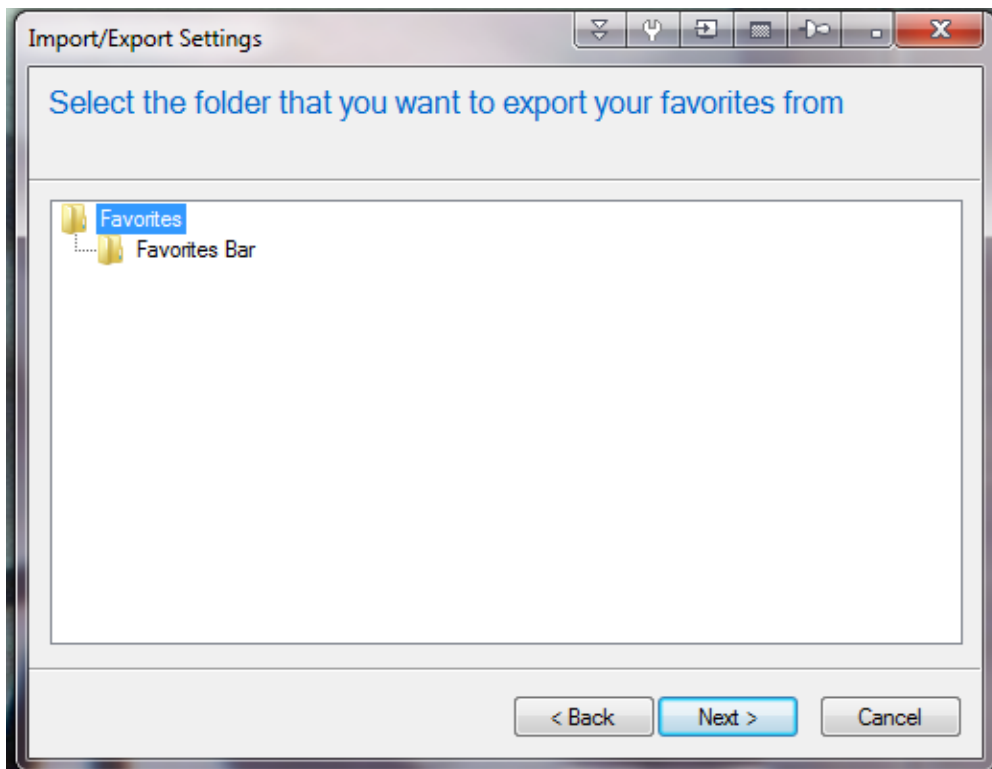 Import/Export Settings
Select the folder that you want to export your favorites from
Favorites
Favorites Bar
< Back Next > Cancel